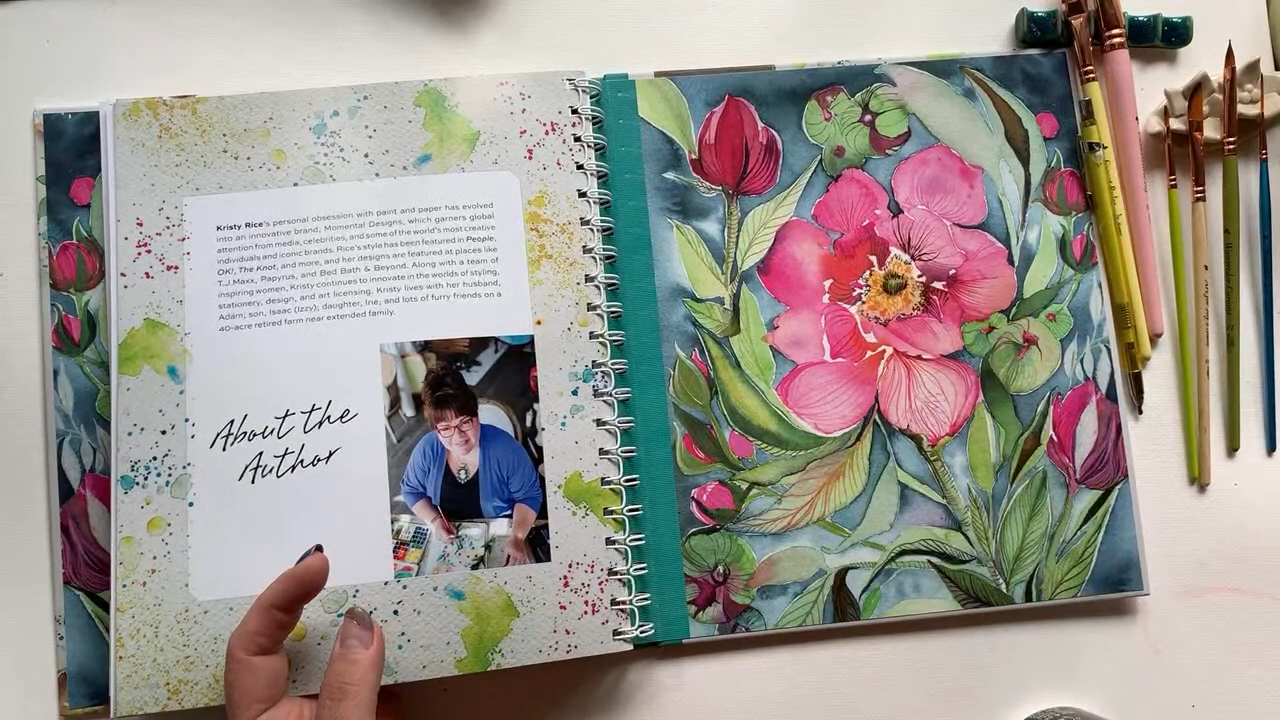 Kristy Rice's personal obsession with paint and paper has evolved
into an innovative brand, Momental Designs, which garners global
attention from media, celebrities, and some of the world's most creative
individuals and iconic brands. Rice's style has been featured in People,
OK!, The Knot, and more, and her designs are featured at places like
T.J.Maxx, Papyrus, and Bed Bath & Beyond. Along with a team of
inspiring women, Kristy continues to innovate in the worlds of styling,
stationery, design, and art licensing. Kristy lives with her husband,
Adam; son, Isaac (Izzy); daughter, Ine; and lots of furry friends on a
40-acre retired farm near extended family.
About the
Author